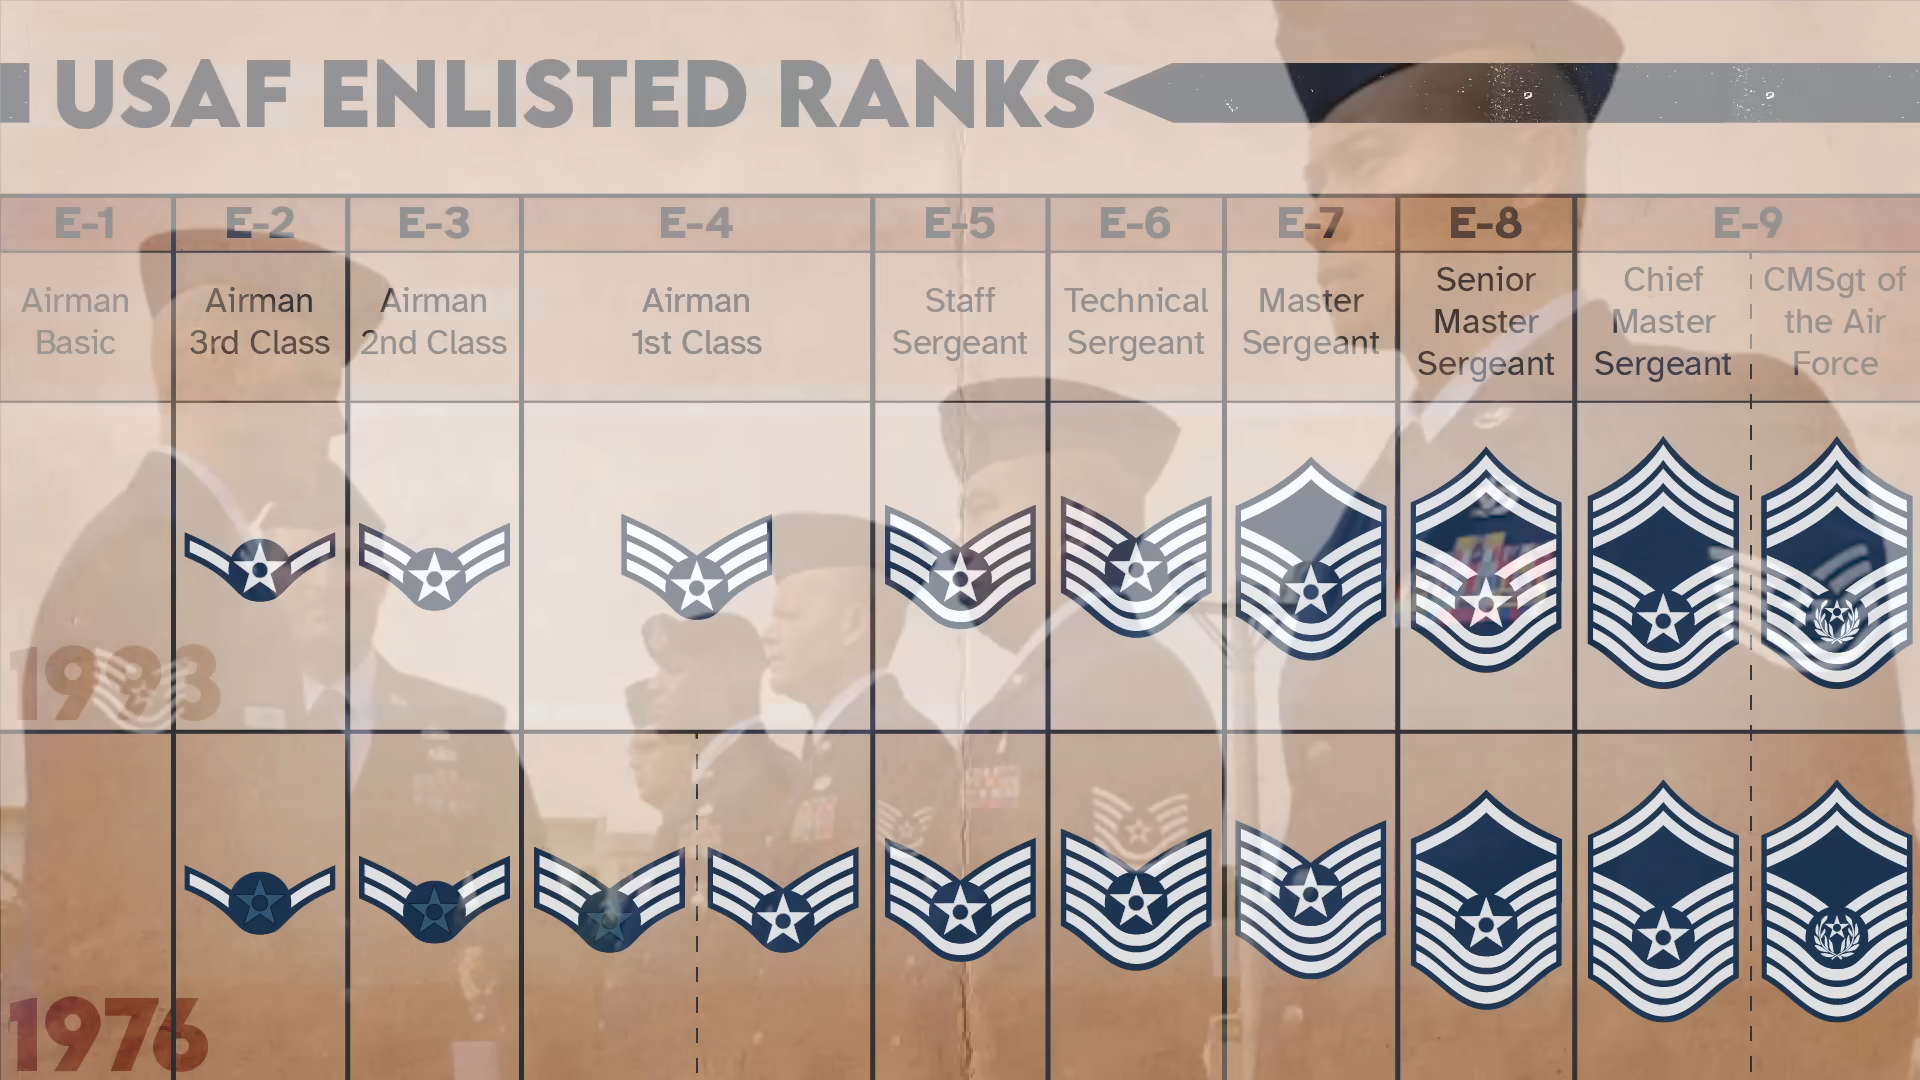 USAF ENLISTED RANKS
E-1 E-2 E-3 E-4 E-5 E-6 E-7 E-8 E-9
Airman Basic
Airman 3rd Class
Airman 2nd Class
Airman 1st Class
Staff Sergeant
Technical Sergeant
Master Sergeant
Senior Master Sergeant
Chief Master Sergeant
CMSgt of the Air Force
1976